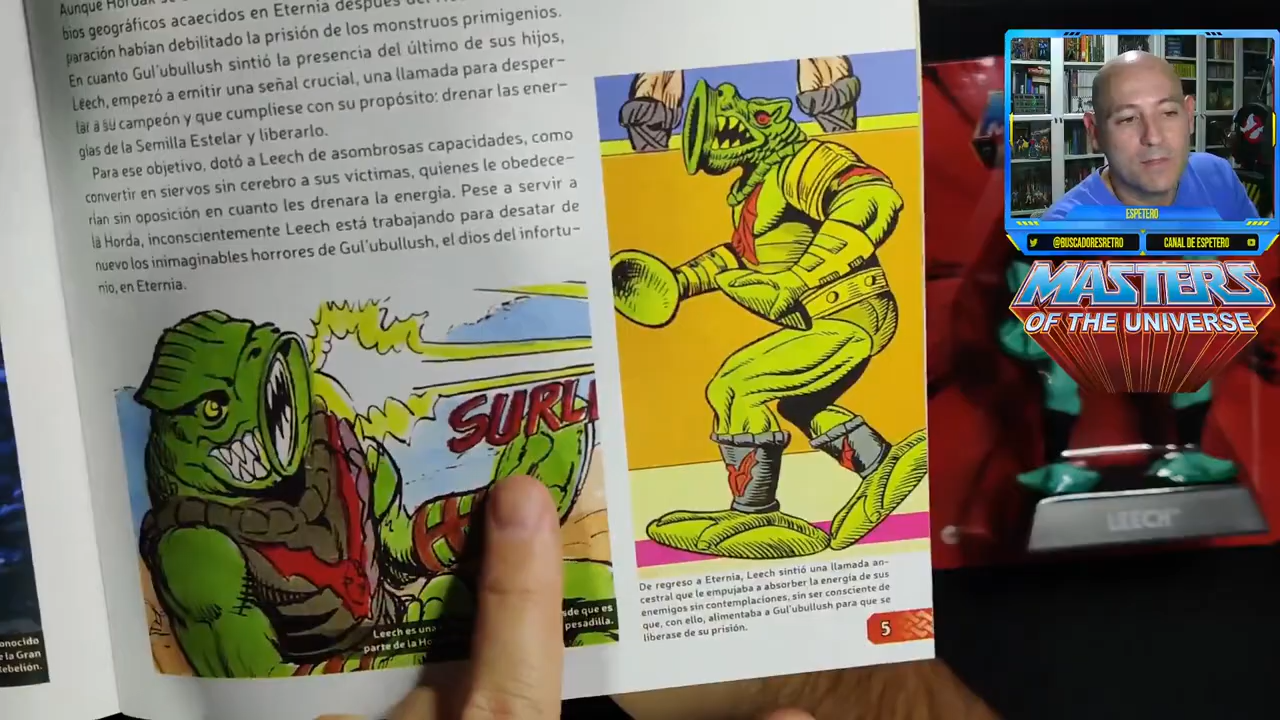 Aunque Hordak se
bios geográficos acaecidos en Eternia después del
paración habían debilitado la prisión de los monstruos primigenios.
En cuanto Gul'ubullush sintió la presencia del último de sus hijos,
Leech, empezó a emitir una señal crucial, una llamada para desper-
tar a su campeón y que cumpliese con su propósito: drenar las ener-
gías de la Semilla Estelar y liberarlo.
Para ese objetivo, dotó a Leech de asombrosas capacidades, como
convertir en siervos sin cerebro a sus víctimas, quienes le obedece-
rían sin oposición en cuanto les drenara la energía. Pese a servir a
la Horda, inconscientemente Leech está trabajando para desatar de
nuevo los inimaginables horrores de Gul'ubullush, el dios del infortu-
nio, en Eternia.
SURL
Leech es una
sde que es
parte de la Ho
pesadilla.
onocido
e la Gran
Rebelión.
De regreso a Eternia, Leech sintió una llamada an-
cestral que le empujaba a absorber la energía de sus
enemigos sin contemplaciones, sin ser consciente de
que, con ello, alimentaba a Gul'ubullush para que se
liberase de su prisión.
5
ESPETERO
@BUSCADORESRETRO
CANAL DE ESPETERO
MASTERS
OF THE UNIVERSE
LEECH